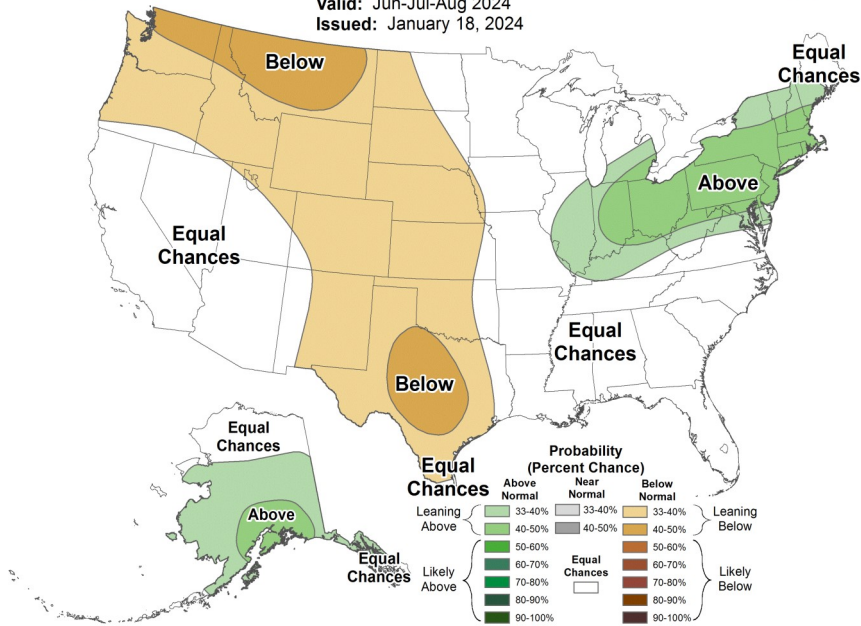 Valid: Jun-Jul-Aug 2024
Issued: January 18, 2024
Below
Equal
Chances
Above
Equal
Chances
Equal
Chances
Below
Equal
Chances
Equal
Chances
Above
Equal
Chances
Probability
(Percent Chance)
Above
Normal
Near
Normal
Below
Normal
Leaning
Above
33-40%
33-40%
33-40%
Leaning
Below
40-50%
40-50%
40-50%
Likely
Above
50-60%
60-70%
70-80%
80-90%
90-100%
Equal
Chances
50-60%
60-70%
70-80%
80-90%
90-100%
Likely
Below